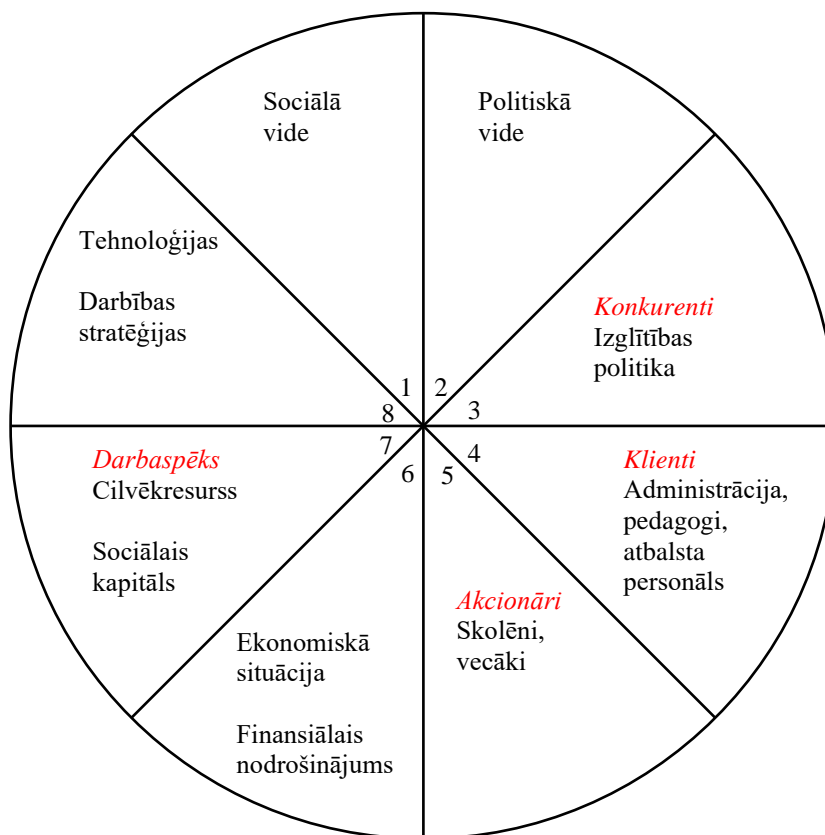 Sociālā
vide
Politiskā
vide
Tehnoloģijas
Darbības
stratēģijas
Konkurenti
Izglītības
politika
1
2
8
3
7
4
6
5
Darbaspēks
Cilvēkresurss
Sociālais
kapitāls
Klienti
Administrācija,
pedagogi,
atbalsta
personāls
Akcionāri
Skolēni,
vecāki
Ekonomiskā
situācija
Finansiālais
nodrošinājums